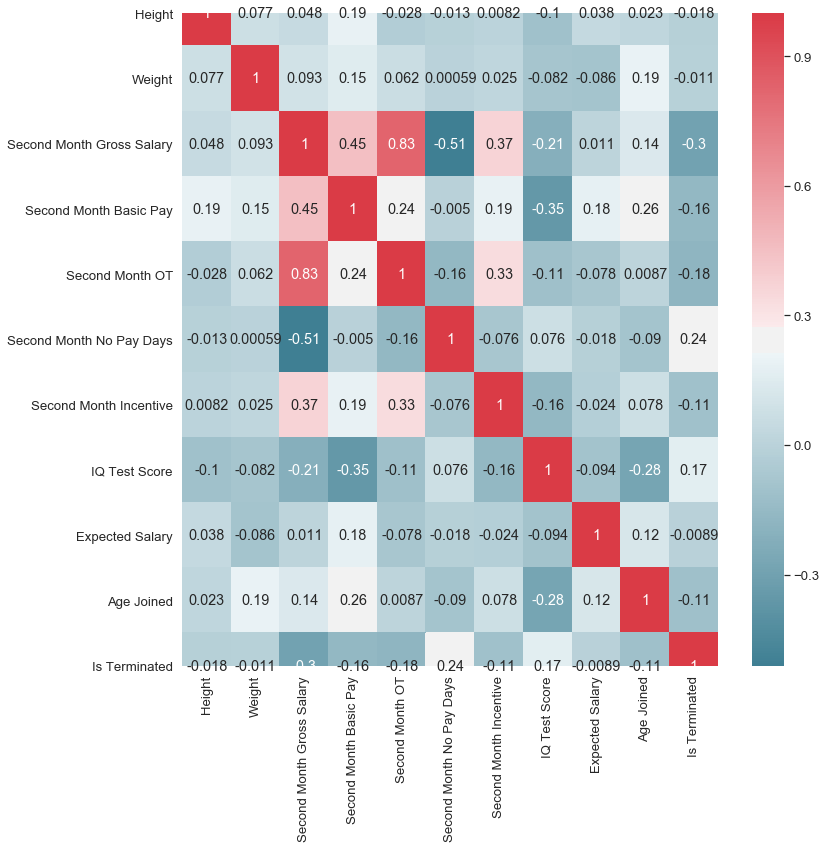 Height 1 0.077 0.048 0.19 -0.028 -0.013 0.0082 -0.1 0.038 0.023 -0.018
0.9
Weight 0.077 1 0.093 0.15 0.062 0.00059 0.025 -0.082 -0.086 0.19 -0.011
Second Month Gross Salary 0.048 0.093 1 0.45 0.83 -0.51 0.37 -0.21 0.011 0.14 -0.3
0.6
Second Month Basic Pay 0.19 0.15 0.45 1 0.24 -0.005 0.19 -0.35 0.18 0.26 -0.16
Second Month OT -0.028 0.062 0.83 0.24 1 -0.16 0.33 -0.11 -0.078 0.0087 -0.18
0.3
Second Month No Pay Days -0.013 0.00059 -0.51 -0.005 -0.16 1 -0.076 0.076 -0.018 -0.09 0.24
Second Month Incentive 0.0082 0.025 0.37 0.19 0.33 -0.076 1 -0.16 -0.024 0.078 -0.11
0.0
IQ Test Score -0.1 -0.082 -0.21 -0.35 -0.11 0.076 -0.16 1 -0.094 -0.28 0.17
Expected Salary 0.038 -0.086 0.011 0.18 -0.078 -0.018 -0.024 -0.094 1 0.12 -0.0089
−0.3
Age Joined 0.023 0.19 0.14 0.26 0.0087 -0.09 0.078 -0.28 0.12 1 -0.11
Is Terminated -0.018 -0.011 -0.3 -0.16 -0.18 0.24 -0.11 0.17 -0.0089 -0.11 1
Height
Weight
Second Month Gross Salary
Second Month Basic Pay
Second Month OT
Second Month No Pay Days
Second Month Incentive
IQ Test Score
Expected Salary
Age Joined
Is Terminated